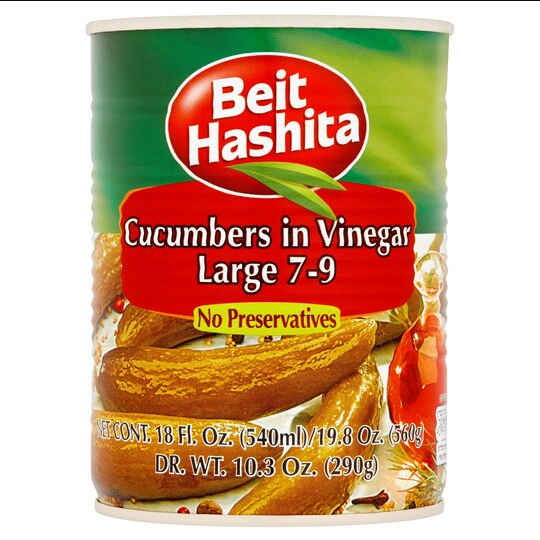 Beit
Hashita
Cucumbers in Vinegar
Large 7-9
No Preservatives
NET CONT. 18 Fl. Oz. (540ml)/19.8 Oz. (560g)
DR. WT. 10.3 Oz. (290g)